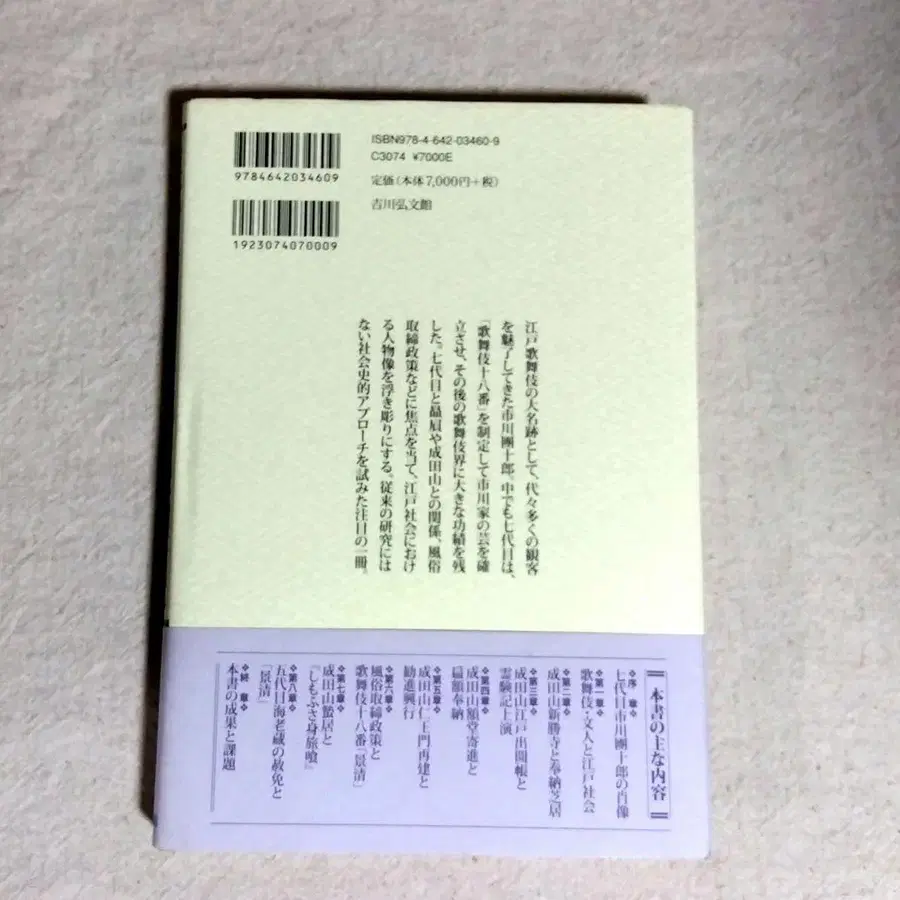 ISBN978-4-642-03460-9
C3074 ¥7000E
9784642034609
定価(本体7,000円+税)
吉川弘文館
1923074070009
江戸歌舞伎の大名跡として、代々多くの観客
を魅了してきた市川團十郎。中でも七代目は、
「歌舞伎十八番」を制定して市川家の芸を確
立させ、その後の歌舞伎界に大きな功績を残
した。七代目と贔屓や成田山との関係、風俗
取締政策などに焦点を当て、江戸社会におけ
る人物像を浮き彫りにする。従来の研究には
ない社会史的アプローチを試みた注目の一冊。
本書の主な内容
❖序 章❖
七代目市川團十郎の肖像
❖第一章❖
歌舞伎・文人と江戸社会
❖第二章❖
成田山新勝寺と奉納芝居
❖第三章❖
成田山江戸出開帳と
霊験記上演
❖第四章❖
成田山額堂寄進と
扁額奉納
❖第五章❖
成田山仁王門再建と
勧進興行
❖第六章❖
風俗取締政策と
歌舞伎十八番「景清」
❖第七章❖
成田山蟄居と
『しもふさ身旅喰』
❖第八章❖
五代目海老蔵の赦免と
「景清」
❖終 章❖
本書の成果と課題